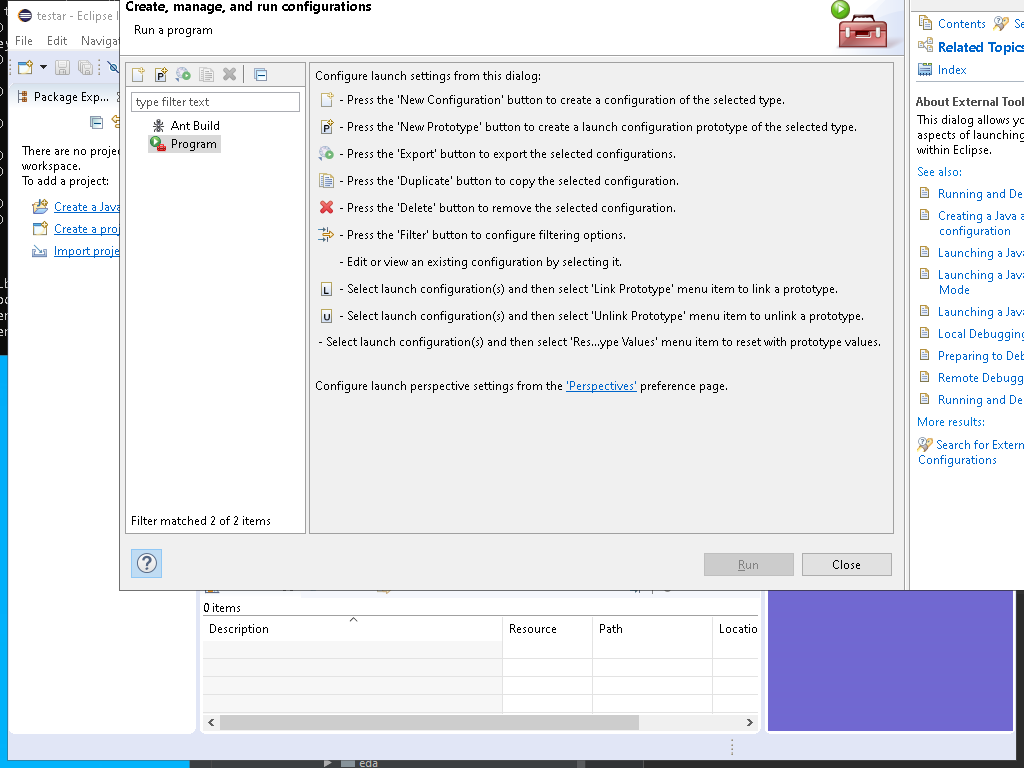 testar - Eclipse I
File Edit Navigat
Package Exp...
There are no proje
workspace.
To add a project:
Create a Java
Create a proj
Import proje
Create, manage, and run configurations
Run a program
type filter text
Ant Build
Program
Filter matched 2 of 2 items
Configure launch settings from this dialog:
- Press the 'New Configuration' button to create a configuration of the selected type.
- Press the 'New Prototype' button to create a launch configuration prototype of the selected type.
- Press the 'Export' button to export the selected configurations.
- Press the 'Duplicate' button to copy the selected configuration.
- Press the 'Delete' button to remove the selected configuration.
- Press the 'Filter' button to configure filtering options.
- Edit or view an existing configuration by selecting it.
- Select launch configuration(s) and then select 'Link Prototype' menu item to link a prototype.
- Select launch configuration(s) and then select 'Unlink Prototype' menu item to unlink a prototype.
- Select launch configuration(s) and then select 'Res...ype Values' menu item to reset with prototype values.
Configure launch perspective settings from the 'Perspectives' preference page.
Run
Close
Contents Se
Related Topics
Index
About External Tool
This dialog allows yo
aspects of launching
within Eclipse.
See also:
Running and De
Creating a Java a
configuration
Launching a Java
Launching a Java
Mode
Launching a Java
Local Debugging
Preparing to Deb
Remote Debugg
Running and De
More results:
Search for Extern
Configurations
0 items
Description Resource Path Locatio
eda